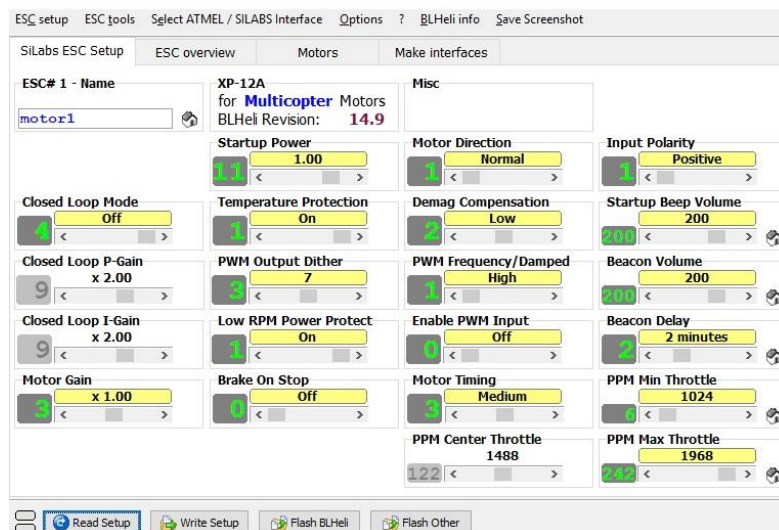 ESC setup ESC tools Select ATMEL / SILABS Interface Options ? BLHeli info Save Screenshot
SiLabs ESC Setup ESC overview Motors Make interfaces
ESC# 1 - Name
motor1
XP-12A
for Multicopter Motors
BLHeli Revision: 14.9
Misc
Startup Power
1.00
11
Motor Direction
Normal
1
Input Polarity
Positive
1
Closed Loop Mode
Off
4
Temperature Protection
On
1
Demag Compensation
Low
2
Startup Beep Volume
200
200
Closed Loop P-Gain
x 2.00
9
PWM Output Dither
7
3
PWM Frequency/Damped
High
1
Beacon Volume
200
200
Closed Loop I-Gain
x 2.00
9
Low RPM Power Protect
On
1
Enable PWM Input
Off
0
Beacon Delay
2 minutes
2
Motor Gain
x 1.00
3
Brake On Stop
Off
0
Motor Timing
Medium
3
PPM Min Throttle
1024
6
PPM Center Throttle
1488
122
PPM Max Throttle
1968
242
Read Setup Write Setup Flash BLHeli Flash Other